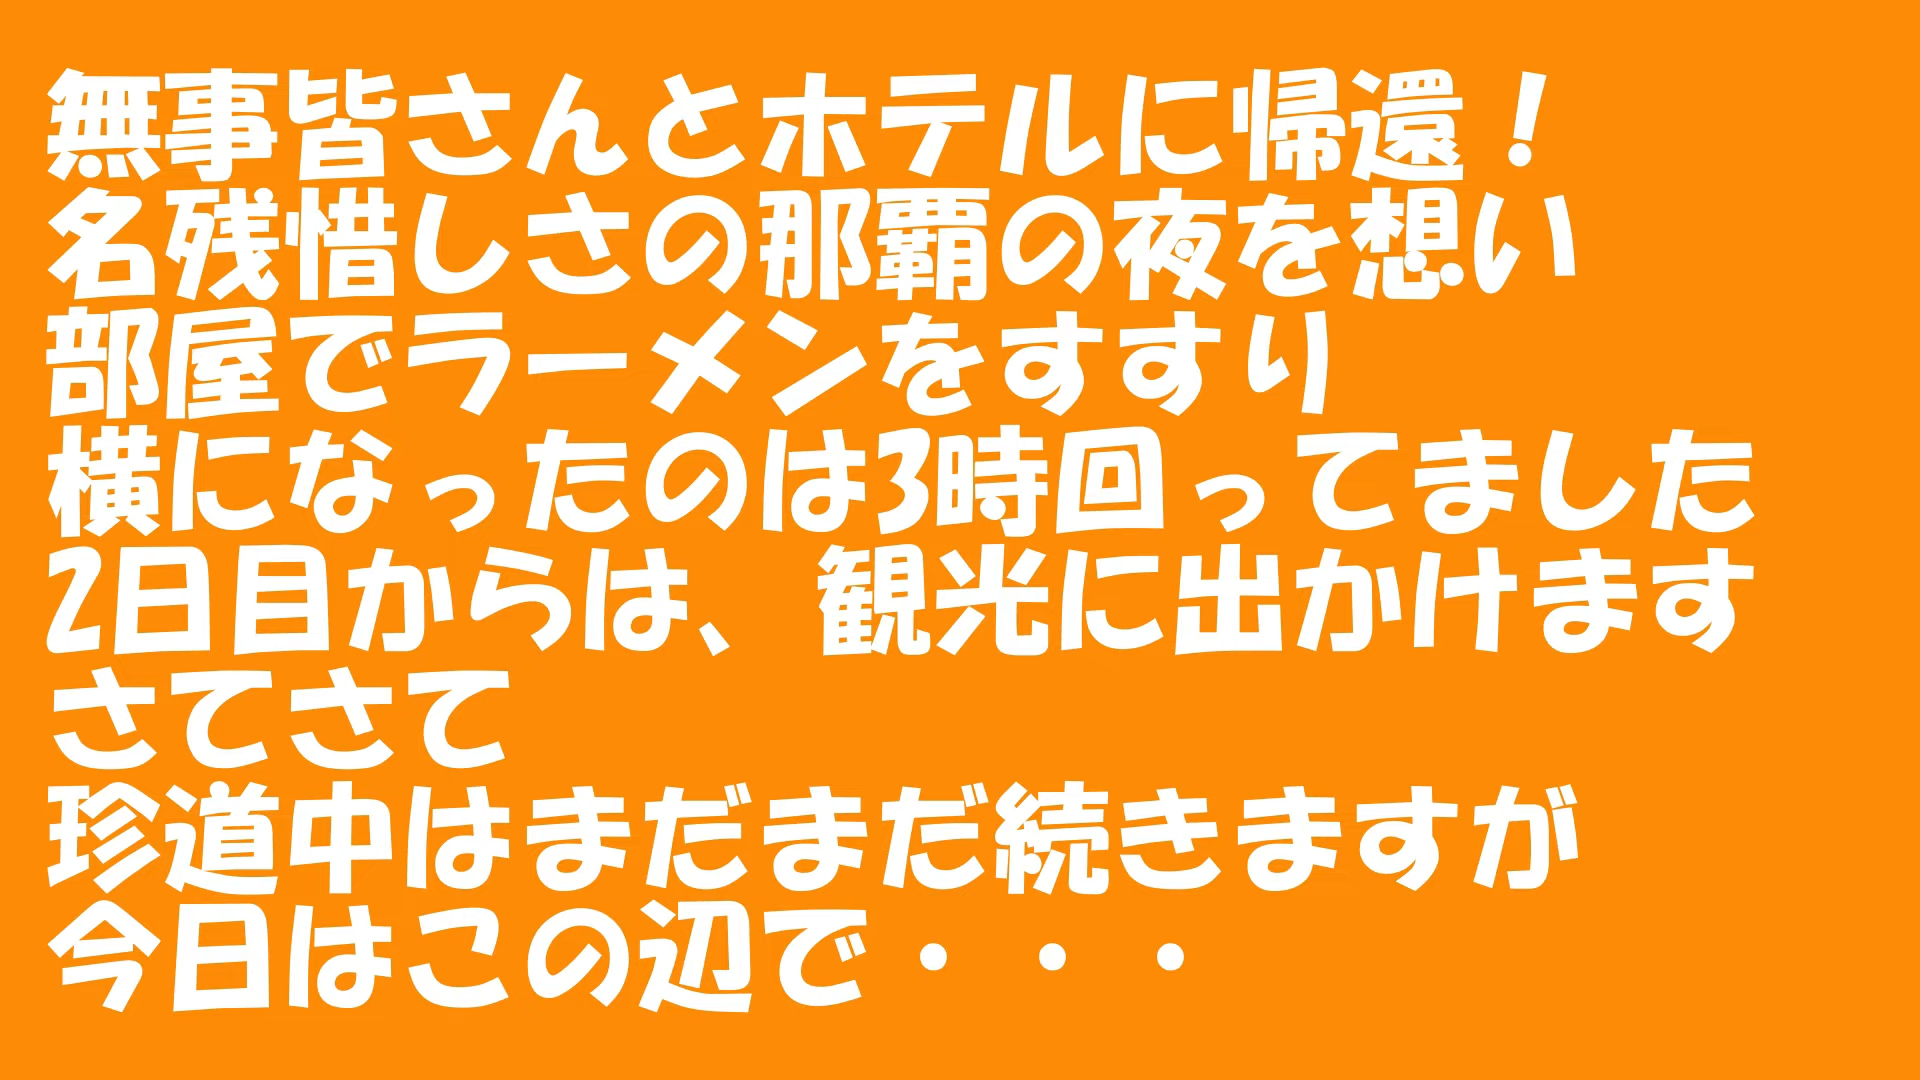 無事皆さんとホテルに帰還！
名残惜しさの那覇の夜を想い
部屋でラーメンをすすり
横になったのは3時回ってました
2日目からは、観光に出かけます
さてさて
珍道中はまだまだ続きますが
今日はこの辺で・・・